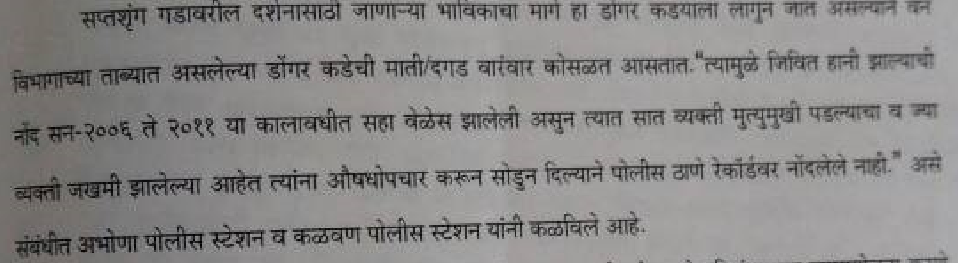 सप्तशृंग गडावरील दर्शनासाठी जाणाऱ्या भाविकाचा मार्ग हा डोंगर कडयाला लागुन जात असल्याने वन
विभागाच्या ताब्यात असलेल्या डोंगर कडेची माती/दगड वारंवार कोसळत आसतात. "त्यामुळे जिवित हानी झाल्याची
नोंद सन-२००६ ते २०११ या कालावधीत सहा वेळेस झालेली असुन त्यात सात व्यक्ती मुत्युमुखी पडल्याचा व ज्या
व्यक्ती जखमी झालेल्या आहेत त्यांना औषधोपचार करून सोडुन दिल्याने पोलीस ठाणे रेकॉर्डवर नोंदलेले नाही." असे
संबंधीत अभोणा पोलीस स्टेशन व कळवण पोलीस स्टेशन यांनी कळविले आहे.